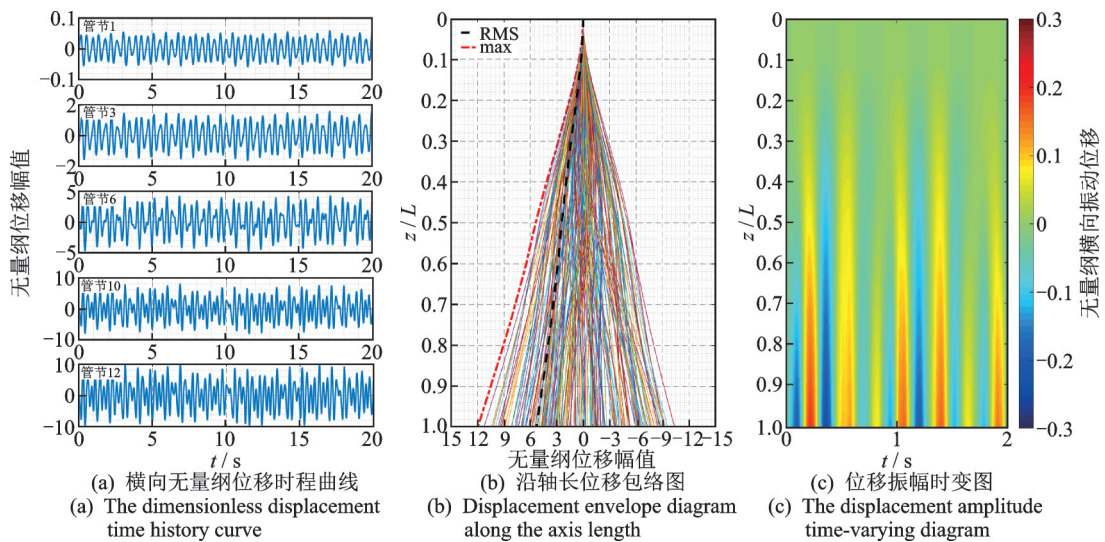 无量纲位移幅值
0.1
0
−0.1
管节1
0 5 10 15 20
2
0
−2
管节3
0 5 10 15 20
5
0
−5
管节6
0 5 10 15 20
10
0
−10
管节10
0 5 10 15 20
10
0
−10
管节12
0 5 10 15 20
t / s
(a) 横向无量纲位移时程曲线
(a) The dimensionless displacement
time history curve
z / L
0
0.1
0.2
0.3
0.4
0.5
0.6
0.7
0.8
0.9
1.0
RMS
max
15 12 9 6 3 0 −3 −6 −9 −12 −15
无量纲位移幅值
(b) 沿轴长位移包络图
(b) Displacement envelope diagram
along the axis length
z / L
0
0.1
0.2
0.3
0.4
0.5
0.6
0.7
0.8
0.9
1.0
0 1 2
t / s
0.3
0.2
0.1
0
−0.1
−0.2
−0.3
无量纲横向振动位移
(c) 位移振幅时变图
(c) The displacement amplitude
time-varying diagram